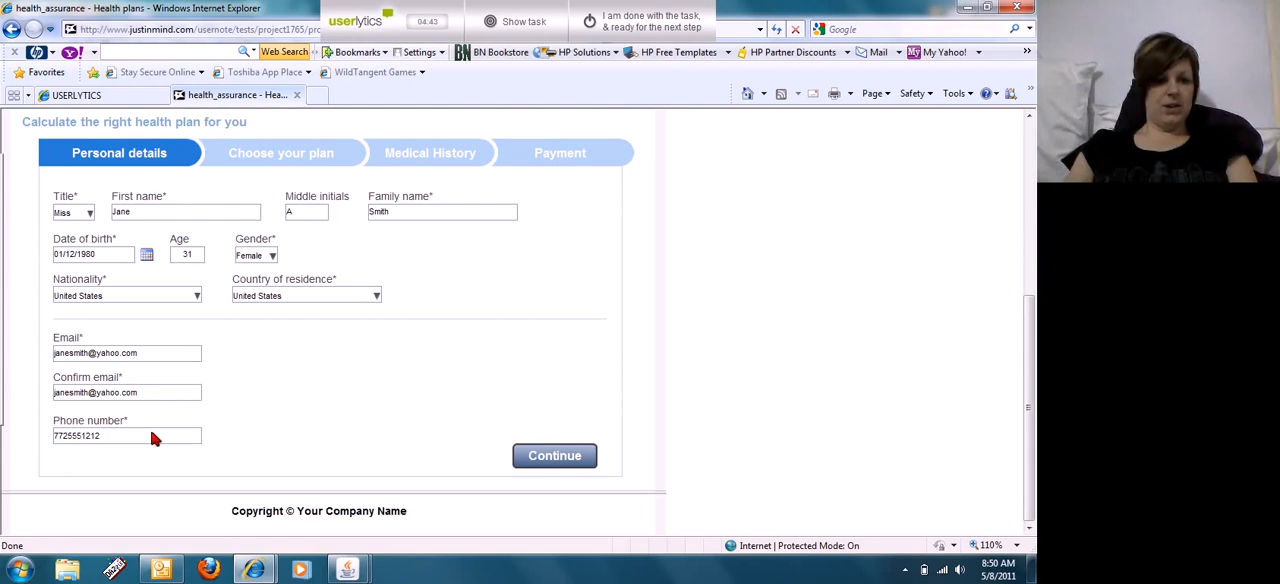 health_assurance - Health plans - Windows Internet Explorer
userlytics 04:43 Show task I am done with the task, & ready for the next step
http://www.justinmind.com/usernote/tests/project1765/pro
Google
hp Y! Web Search Bookmarks Settings BN BN Bookstore HP Solutions HP Free Templates HP Partner Discounts Mail My Yahoo! »
Favorites Stay Secure Online Toshiba App Place WildTangent Games
USERLYTICS health_assurance - Hea... Page Safety Tools
Calculate the right health plan for you
Personal details Choose your plan Medical History Payment
Title* First name* Middle initials Family name*
Miss Jane A Smith
Date of birth* Age Gender*
01/12/1980 31 Female
Nationality* Country of residence*
United States United States
Email*
janesmith@yahoo.com
Confirm email*
janesmith@yahoo.com
Phone number*
7725551212
Continue
Copyright © Your Company Name
Done Internet | Protected Mode: On 110%
8:50 AM
5/8/2011